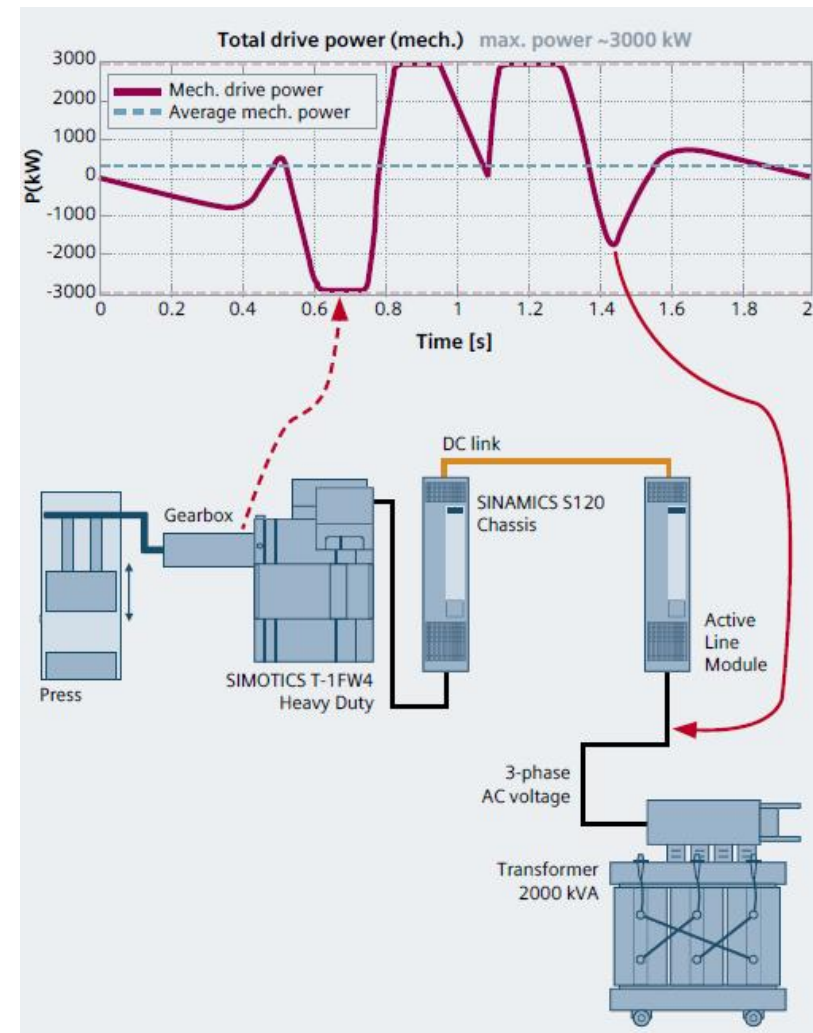 Total drive power (mech.) max. power ~3000 kW
Mech. drive power
Average mech. power
P(kW)
3000
2000
1000
0
-1000
-2000
-3000
0 0.2 0.4 0.6 0.8 1 1.2 1.4 1.6 1.8 2
Time [s]
DC link
Gearbox
SINAMICS S120
Chassis
Active
Line
Module
Press
SIMOTICS T-1FW4
Heavy Duty
3-phase
AC voltage
Transformer
2000 kVA